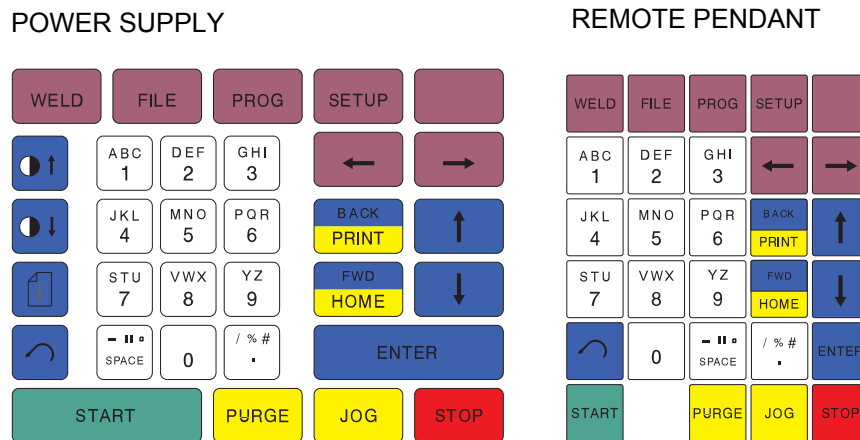 POWER SUPPLY
WELD FILE PROG SETUP
ABC DEF GHI
1 2 3
JKL MNO PQR BACK
4 5 6 PRINT
STU VWX YZ FWD
7 8 9 HOME
SPACE 0 / % # . ENTER
START PURGE JOG STOP
REMOTE PENDANT
WELD FILE PROG SETUP
ABC DEF GHI
1 2 3
JKL MNO PQR BACK
4 5 6 PRINT
STU VWX YZ FWD
7 8 9 HOME
0 SPACE / % # . ENTER
START PURGE JOG STOP